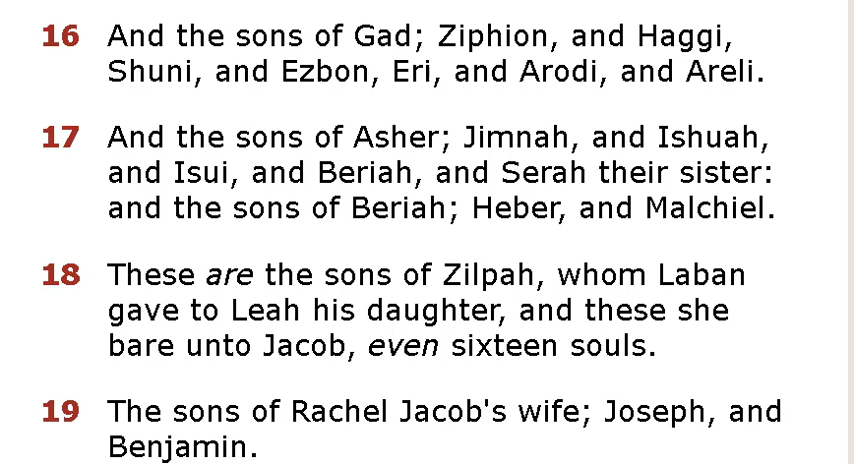 16 And the sons of Gad; Ziphion, and Haggi,
Shuni, and Ezbon, Eri, and Arodi, and Areli.
17 And the sons of Asher; Jimnah, and Ishuah,
and Isui, and Beriah, and Serah their sister:
and the sons of Beriah; Heber, and Malchiel.
18 These are the sons of Zilpah, whom Laban
gave to Leah his daughter, and these she
bare unto Jacob, even sixteen souls.
19 The sons of Rachel Jacob's wife; Joseph, and
Benjamin.